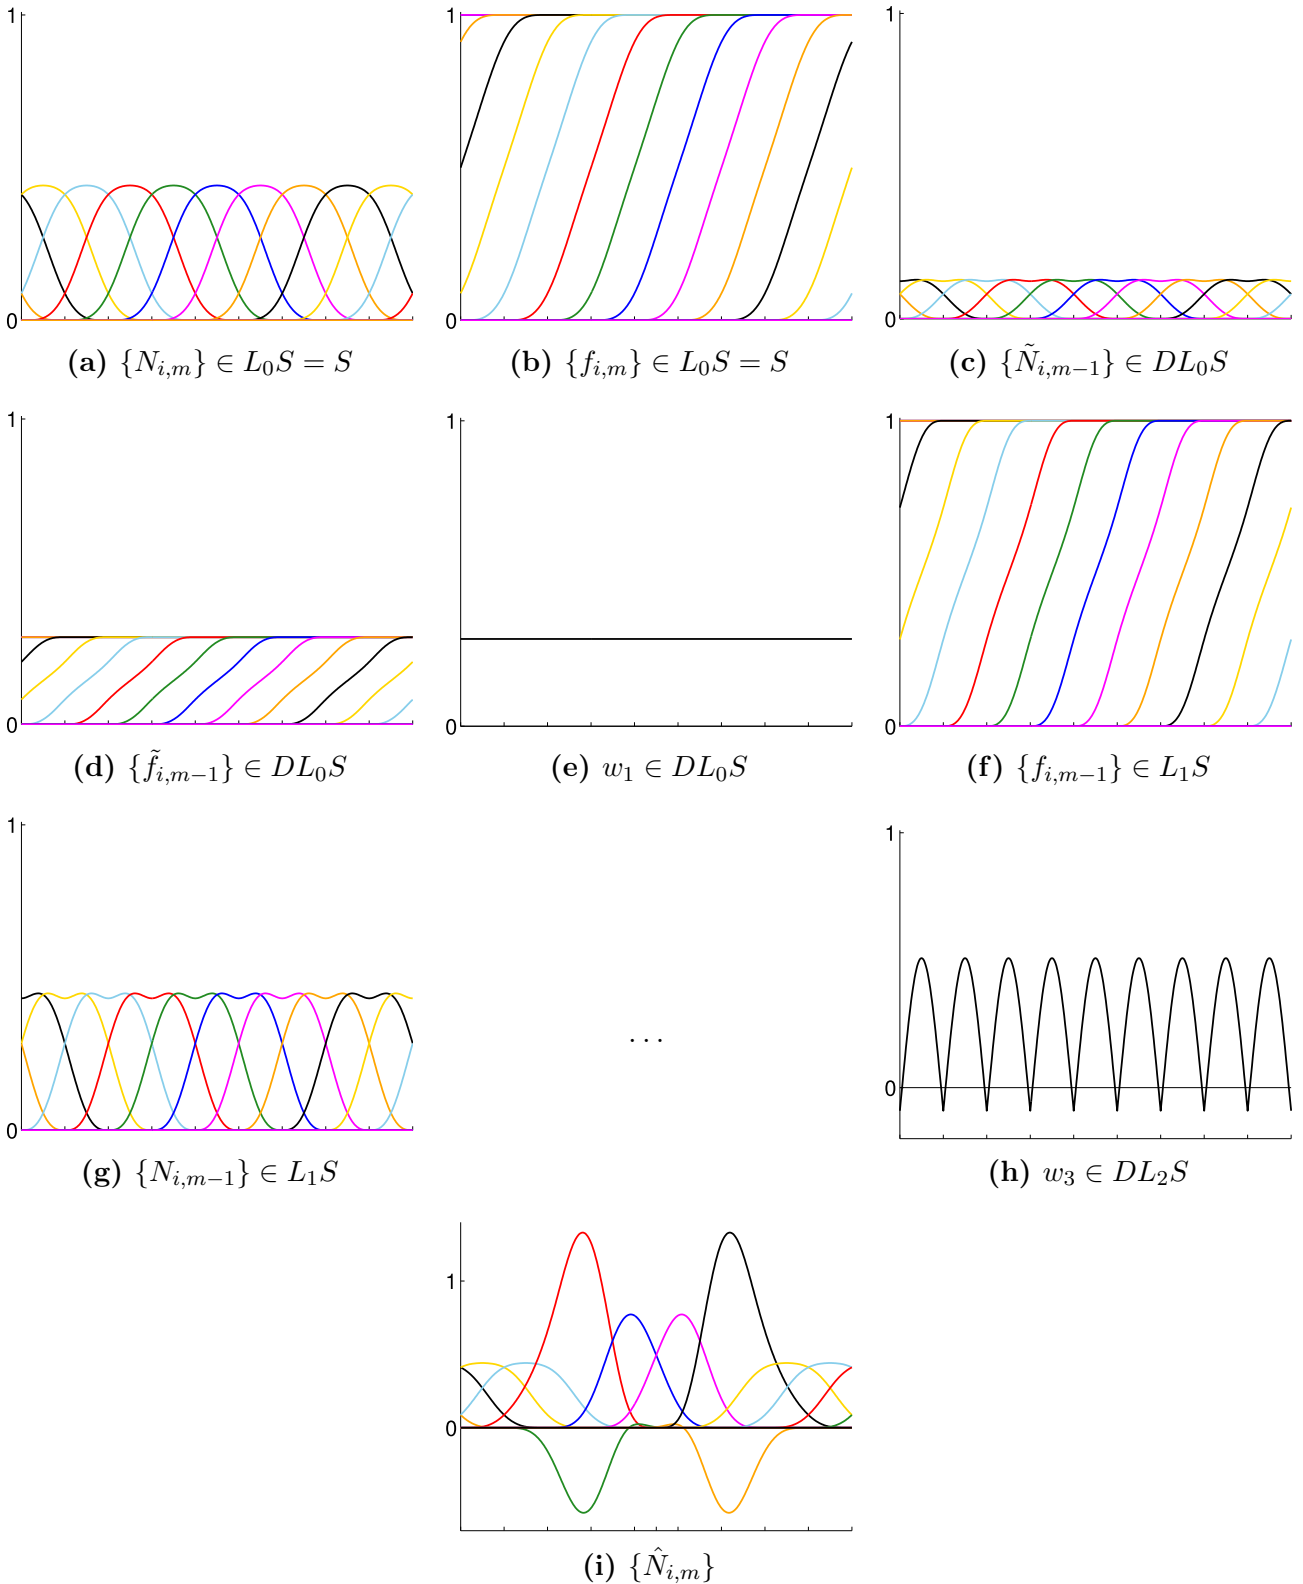 1
1
1
0
0
0
(a) {N_{i,m}} ∈ L_0S = S
(b) {f_{i,m}} ∈ L_0S = S
(c) {Ñ_{i,m−1}} ∈ DL_0S
1
1
1
0
0
0
(d) {f̃_{i,m−1}} ∈ DL_0S
(e) w_1 ∈ DL_0S
(f) {f_{i,m−1}} ∈ L_1S
1
1
...
0
0
(g) {N_{i,m−1}} ∈ L_1S
(h) w_3 ∈ DL_2S
1
0
(i) {N̂_{i,m}}